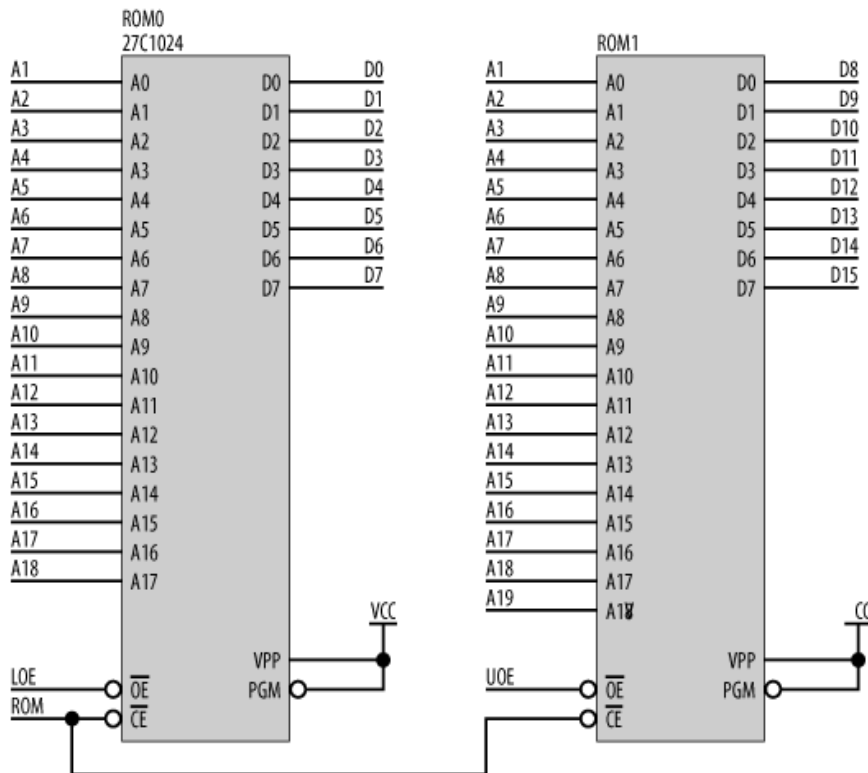 ROM0
27C1024
A1 A0 D0 D0
A2 A1 D1 D1
A3 A2 D2 D2
A4 A3 D3 D3
A5 A4 D4 D4
A6 A5 D5 D5
A7 A6 D6 D6
A8 A7 D7 D7
A9 A8
A10 A9
A11 A10
A12 A11
A13 A12
A14 A13
A15 A14
A16 A15
A17 A16
A18 A17
VCC
VPP
LOE OE PGM
ROM CE
ROM1
A1 A0 D0 D8
A2 A1 D1 D9
A3 A2 D2 D10
A4 A3 D3 D11
A5 A4 D4 D12
A6 A5 D5 D13
A7 A6 D6 D14
A8 A7 D7 D15
A9 A8
A10 A9
A11 A10
A12 A11
A13 A12
A14 A13
A15 A14
A16 A15
A17 A16
A18 A17
A19
VPP
UOE OE PGM
CE